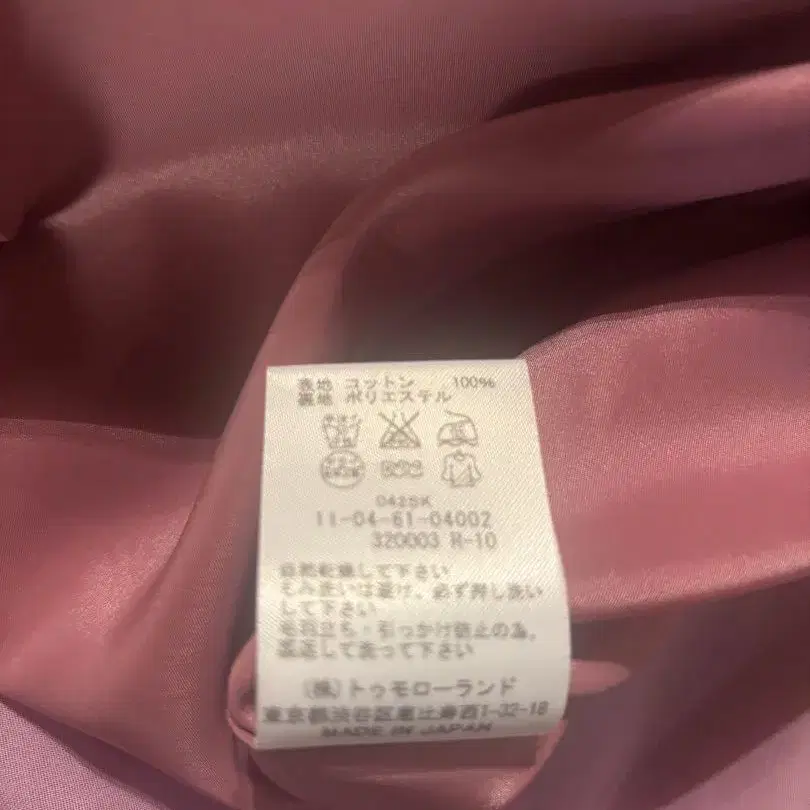 表地 コットン 100%
裏地 ポリエステル
0425K
11-04-61-04002
320003 R-10
自然乾燥して下さい
もみ洗いは避け、必ず押し洗い
して下さい
毛羽立ち・引っかけ防止の為、
裏返して洗って下さい
(株)トゥモローランド
東京都渋谷区恵比寿西1-32-18
MADE IN JAPAN